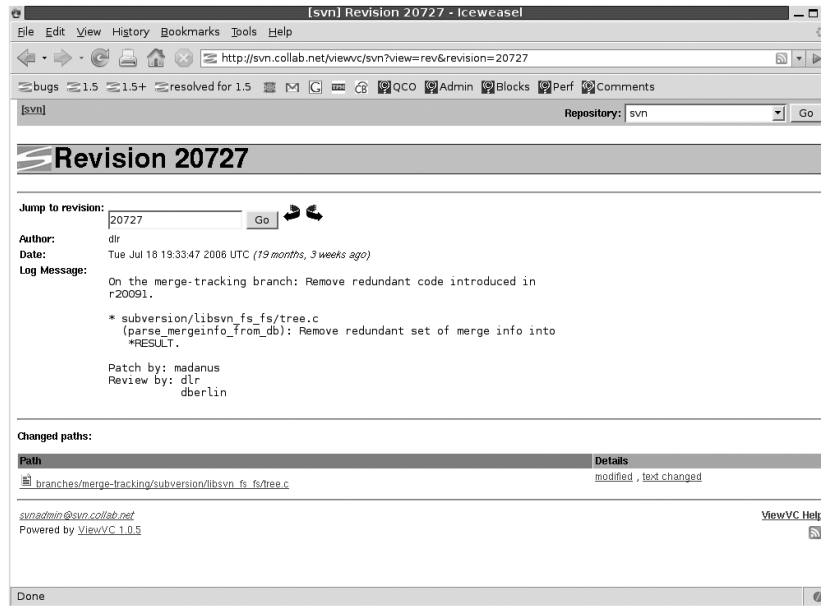 [svn] Revision 20727 - Iceweasel
File Edit View History Bookmarks Tools Help
http://svn.collab.net/viewvc/svn?view=rev&revision=20727
bugs 1.5 1.5+ resolved for 1.5 QCO Admin Blocks Perf Comments
[svn] Repository: svn Go
Revision 20727
Jump to revision: 20727 Go
Author: dlr
Date: Tue Jul 18 19:33:47 2006 UTC (19 months, 3 weeks ago)
Log Message:
On the merge-tracking branch: Remove redundant code introduced in
r20091.
* subversion/libsvn_fs_fs/tree.c
(parse_mergeinfo_from_db): Remove redundant set of merge info into
*RESULT.
Patch by: madanus
Review by: dlr
dberlin
Changed paths:
Path Details
branches/merge-tracking/subversion/libsvn_fs_fs/tree.c modified , text changed
svnadmin@svn.collab.net ViewVC Help
Powered by ViewVC 1.0.5
Done